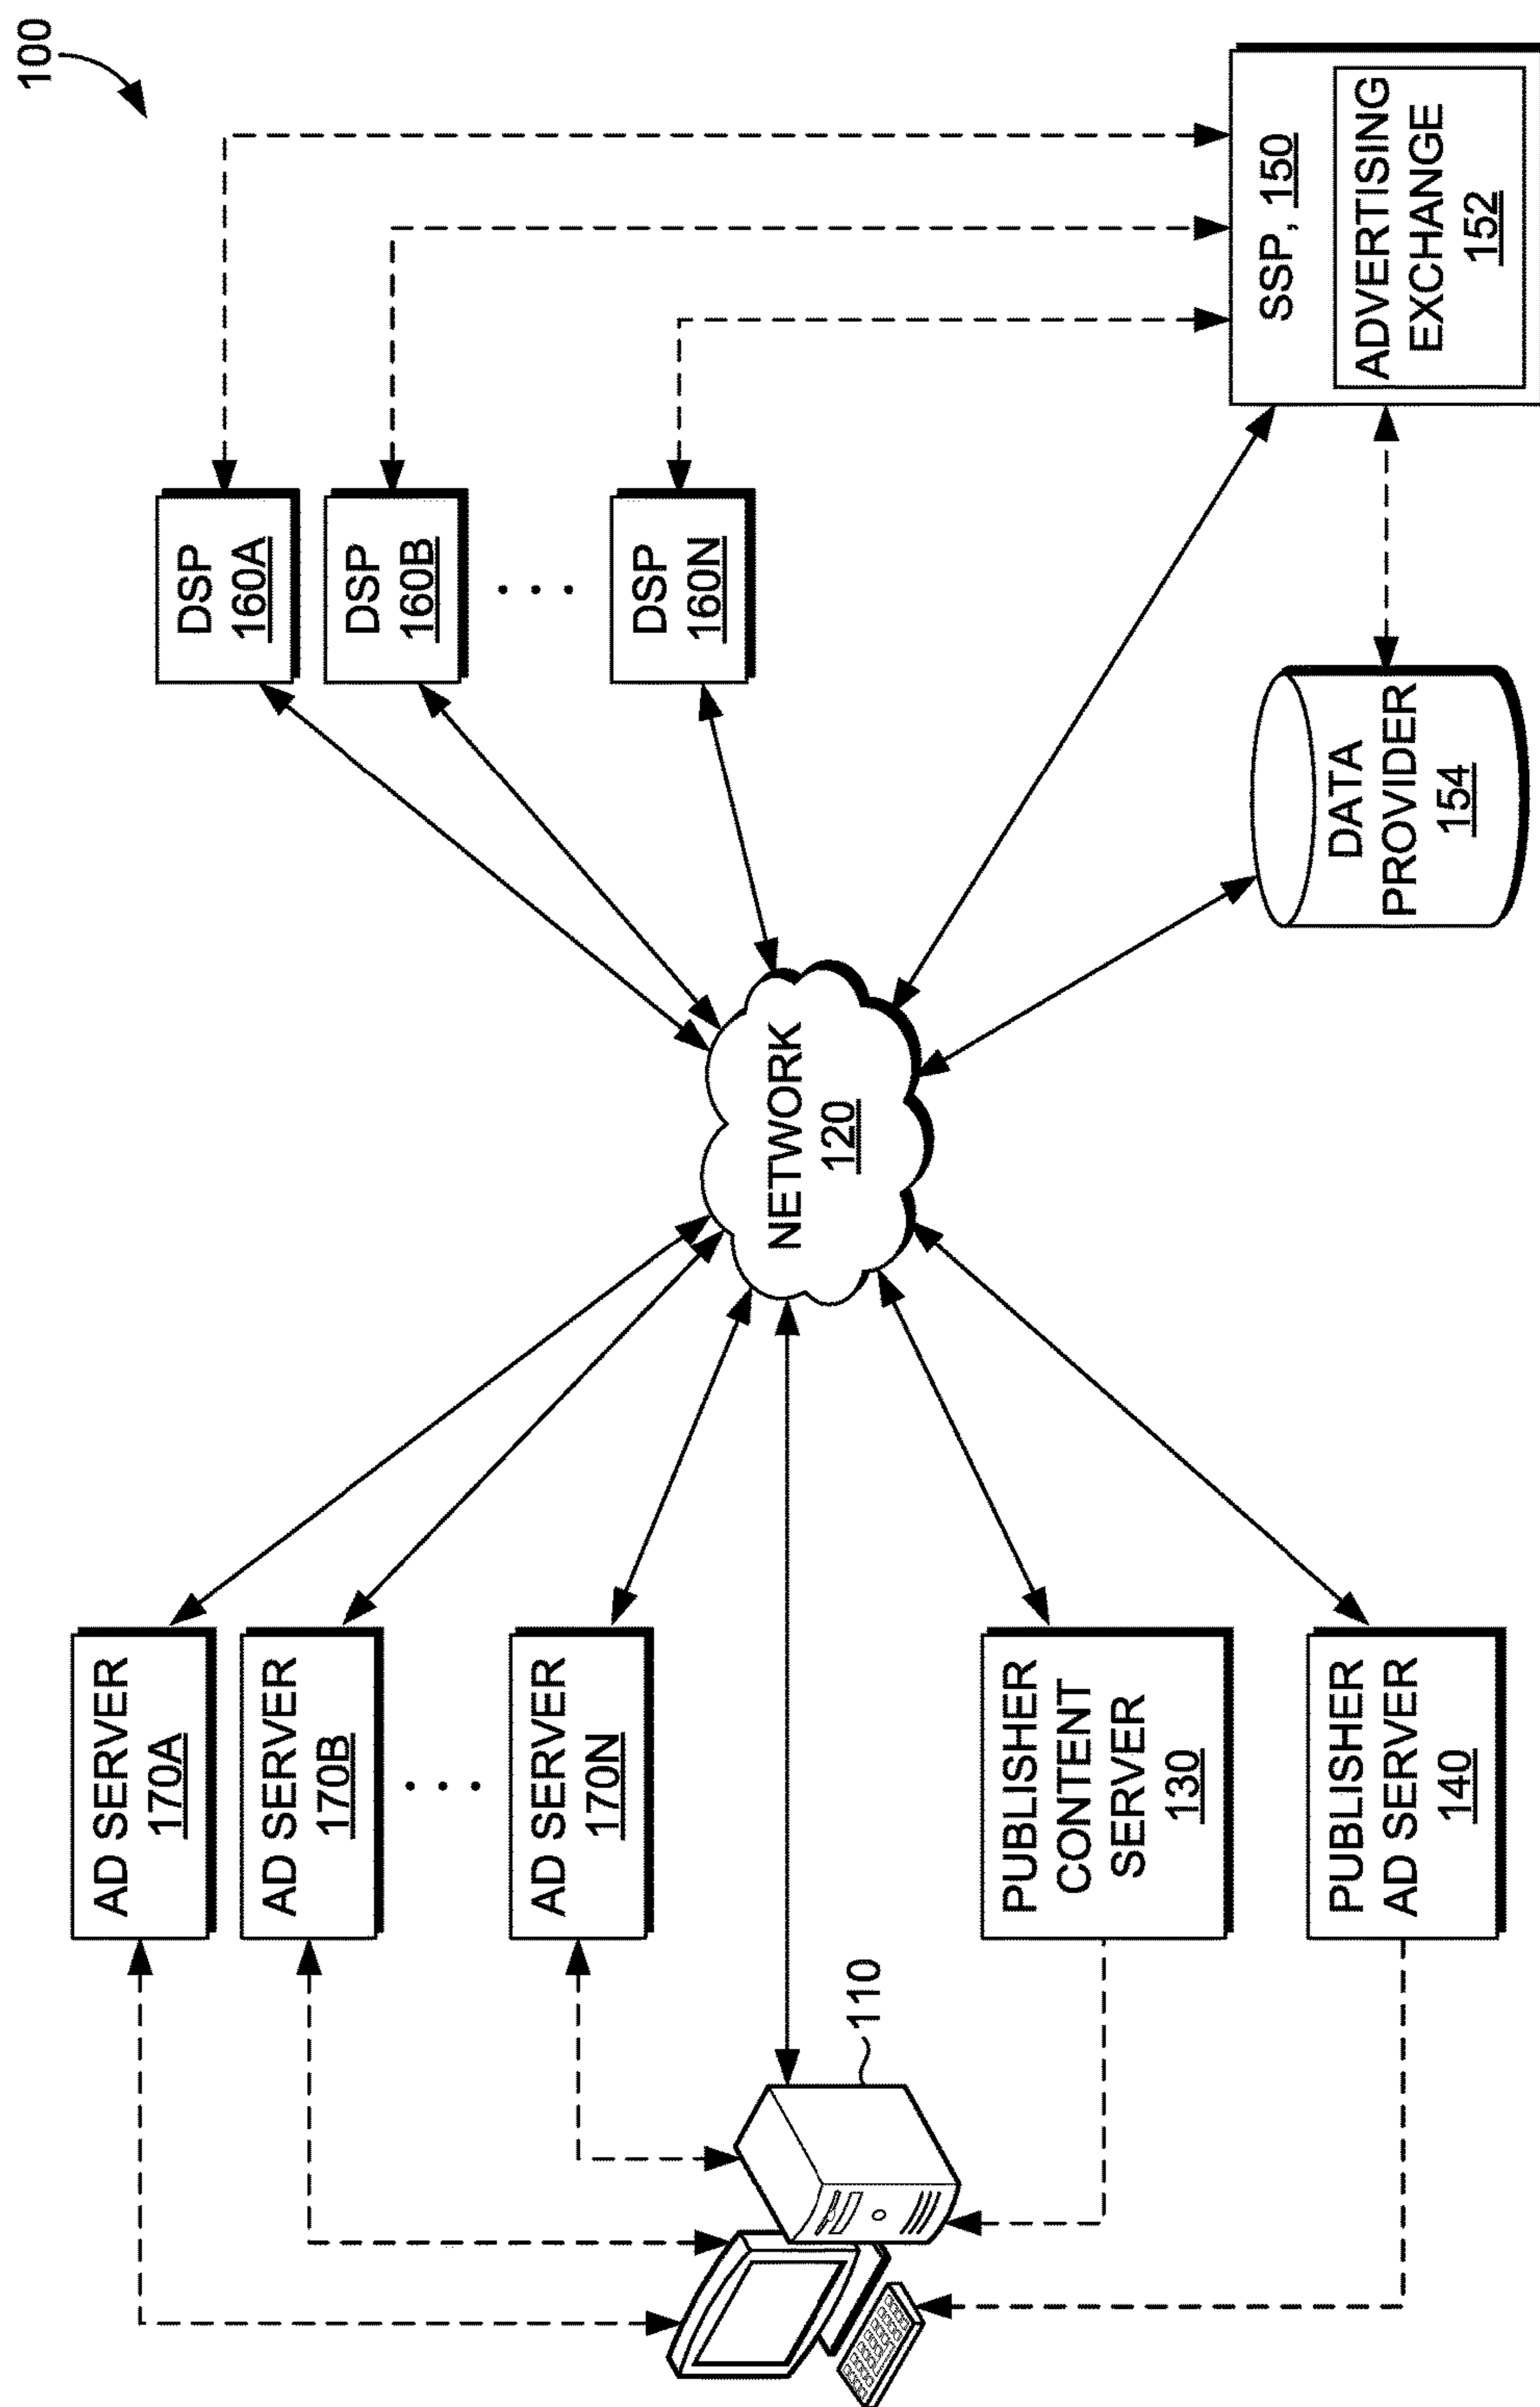 100
AD SERVER
170A
AD SERVER
170B
. . .
AD SERVER
170N
110
PUBLISHER
CONTENT
SERVER
130
PUBLISHER
AD SERVER
140
NETWORK
120
DSP
160A
DSP
160B
. . .
DSP
160N
DATA
PROVIDER
154
SSP, 150
ADVERTISING
EXCHANGE
152